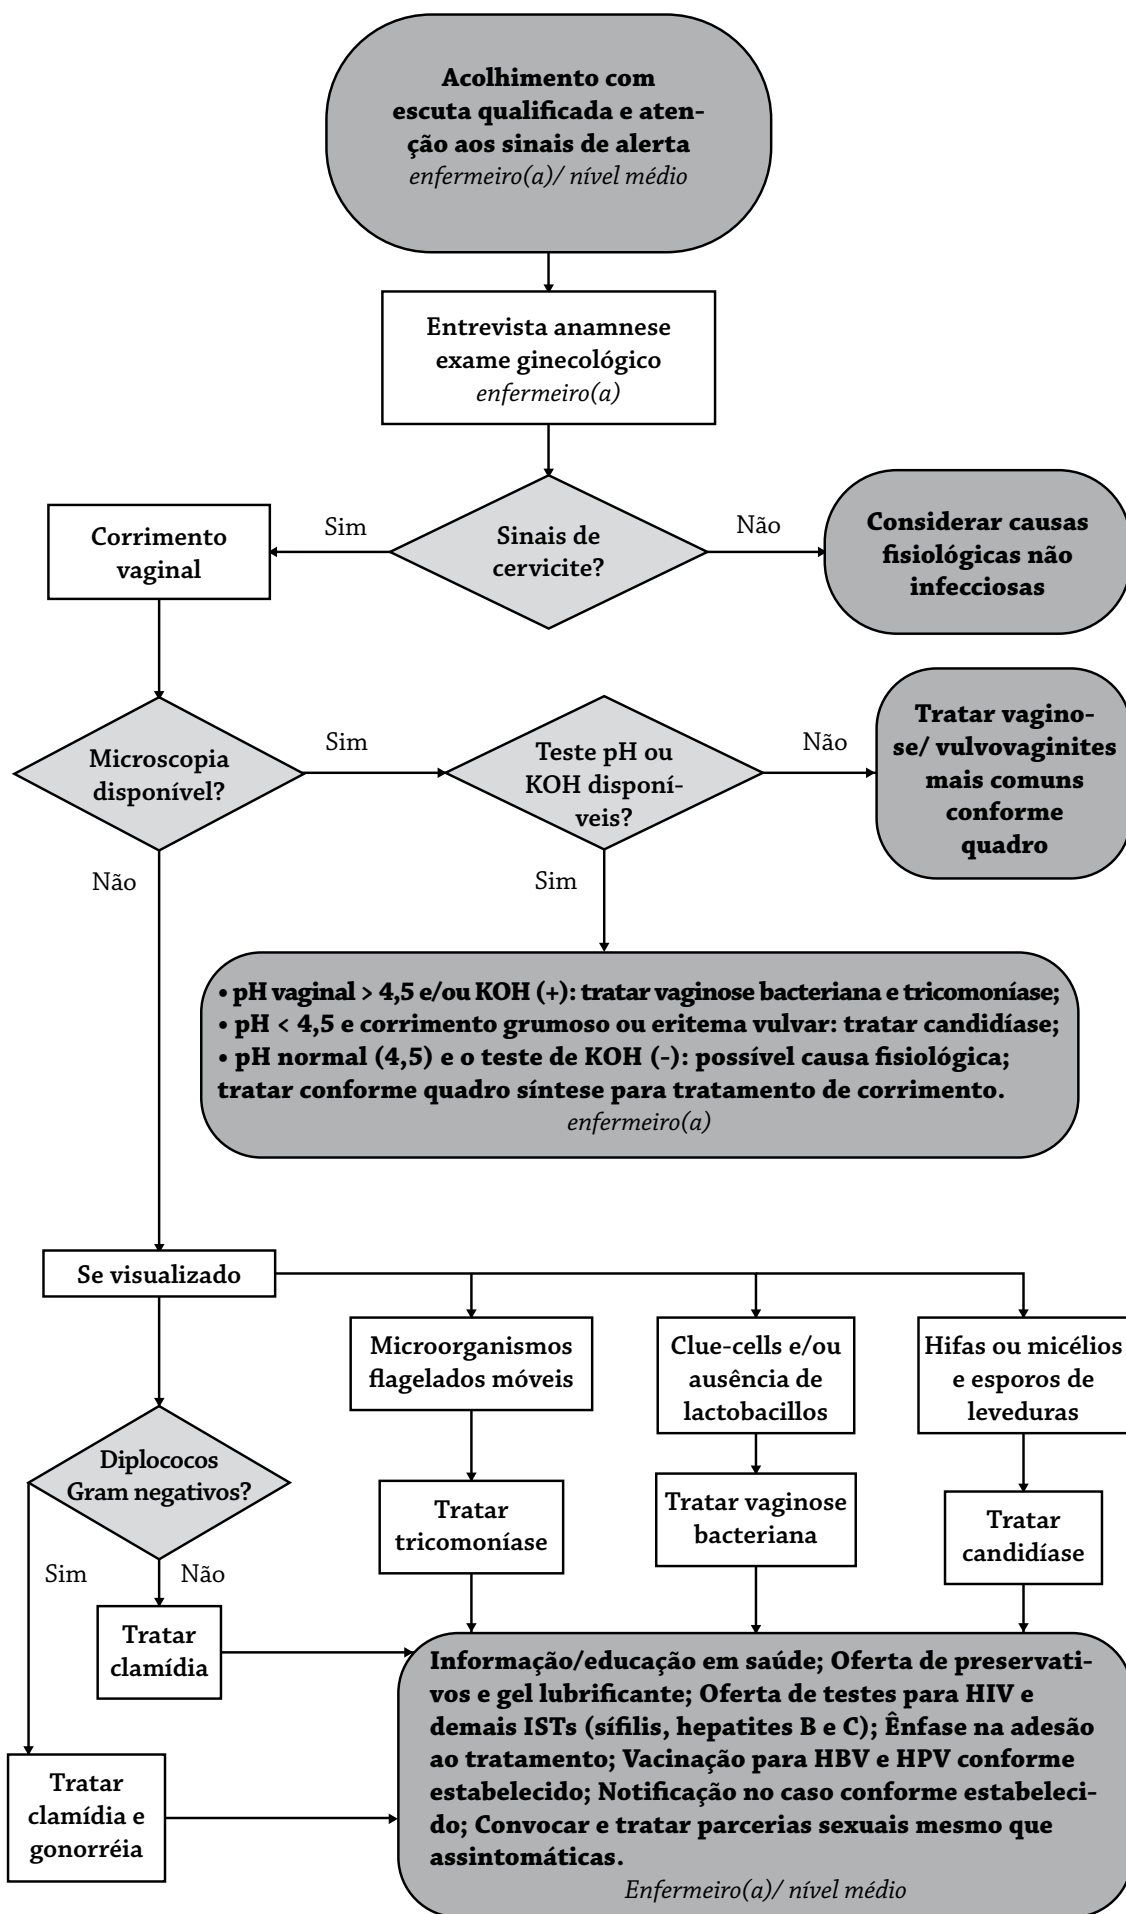 Acolhimento com
escuta qualificada e aten-
ção aos sinais de alerta
enfermeiro(a)/ nível médio
Entrevista anamnese
exame ginecológico
enfermeiro(a)
Sinais de
cervicite?
Sim
Não
Corrimento
vaginal
Considerar causas
fisiológicas não
infecciosas
Microscopia
disponível?
Sim
Não
Teste pH ou
KOH disponí-
veis?
Não
Sim
Tratar vagino-
se/ vulvovaginites
mais comuns
conforme
quadro
• pH vaginal > 4,5 e/ou KOH (+): tratar vaginose bacteriana e tricomoníase;
• pH < 4,5 e corrimento grumoso ou eritema vulvar: tratar candidíase;
• pH normal (4,5) e o teste de KOH (-): possível causa fisiológica;
tratar conforme quadro síntese para tratamento de corrimento.
enfermeiro(a)
Se visualizado
Microorganismos
flagelados móveis
Clue-cells e/ou
ausência de
lactobacillos
Hifas ou micélios
e esporos de
leveduras
Diplococos
Gram negativos?
Tratar
tricomoníase
Tratar vaginose
bacteriana
Tratar
candidíase
Sim
Não
Tratar
clamídia
Tratar
clamídia e
gonorréia
Informação/educação em saúde; Oferta de preservati-
vos e gel lubrificante; Oferta de testes para HIV e
demais ISTs (sífilis, hepatites B e C); Ênfase na adesão
ao tratamento; Vacinação para HBV e HPV conforme
estabelecido; Notificação no caso conforme estabeleci-
do; Convocar e tratar parcerias sexuais mesmo que
assintomáticas.
Enfermeiro(a)/ nível médio